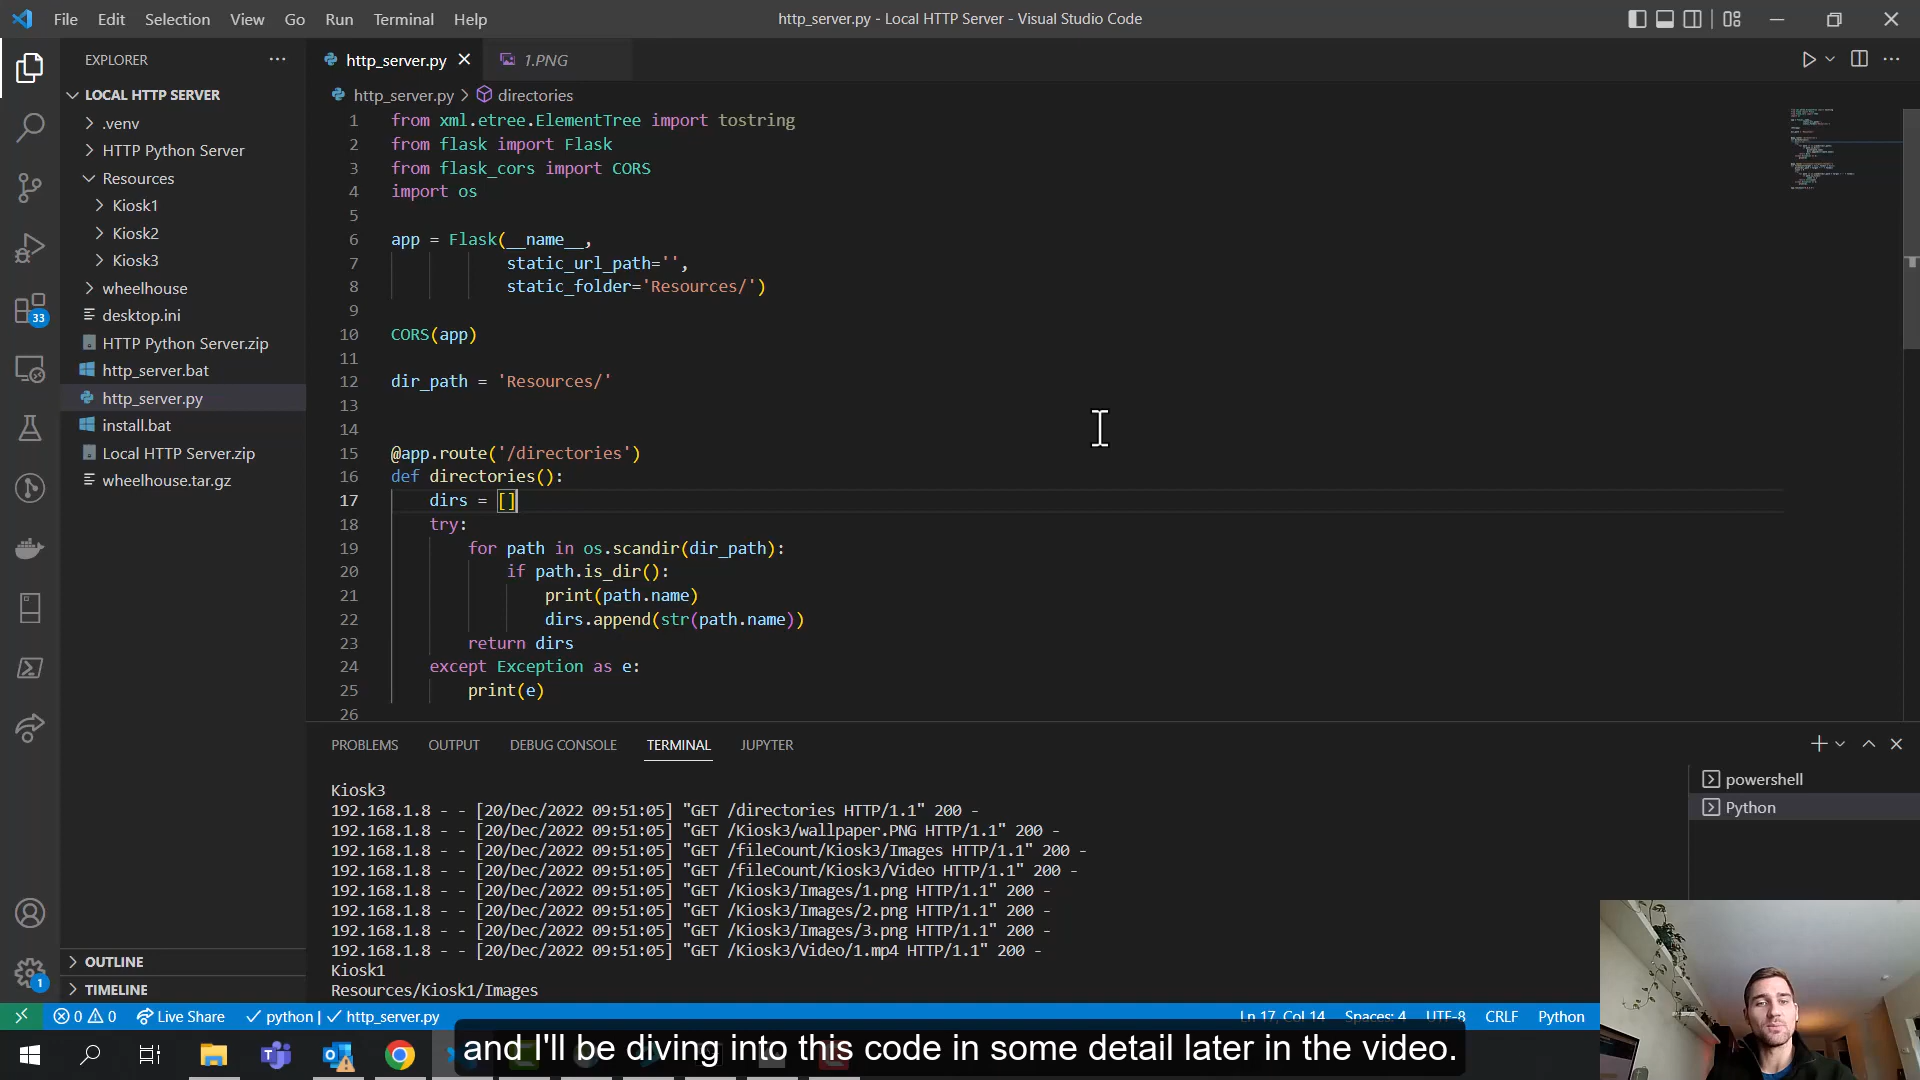 File Edit Selection View Go Run Terminal Help
http_server.py - Local HTTP Server - Visual Studio Code
EXPLORER
LOCAL HTTP SERVER
.venv
HTTP Python Server
Resources
Kiosk1
Kiosk2
Kiosk3
wheelhouse
desktop.ini
HTTP Python Server.zip
http_server.bat
http_server.py
install.bat
Local HTTP Server.zip
wheelhouse.tar.gz
OUTLINE
TIMELINE
33
1
http_server.py
1.PNG
http_server.py > directories
1 from xml.etree.ElementTree import tostring
2 from flask import Flask
3 from flask_cors import CORS
4 import os
5
6 app = Flask(__name__,
7 static_url_path='',
8 static_folder='Resources/')
9
10 CORS(app)
11
12 dir_path = 'Resources/'
13
14
15 @app.route('/directories')
16 def directories():
17 dirs = []
18 try:
19 for path in os.scandir(dir_path):
20 if path.is_dir():
21 print(path.name)
22 dirs.append(str(path.name))
23 return dirs
24 except Exception as e:
25 print(e)
26
PROBLEMS OUTPUT DEBUG CONSOLE TERMINAL JUPYTER
Kiosk3
192.168.1.8 - - [20/Dec/2022 09:51:05] "GET /directories HTTP/1.1" 200 -
192.168.1.8 - - [20/Dec/2022 09:51:05] "GET /Kiosk3/wallpaper.PNG HTTP/1.1" 200 -
192.168.1.8 - - [20/Dec/2022 09:51:05] "GET /fileCount/Kiosk3/Images HTTP/1.1" 200 -
192.168.1.8 - - [20/Dec/2022 09:51:05] "GET /fileCount/Kiosk3/Video HTTP/1.1" 200 -
192.168.1.8 - - [20/Dec/2022 09:51:05] "GET /Kiosk3/Images/1.png HTTP/1.1" 200 -
192.168.1.8 - - [20/Dec/2022 09:51:05] "GET /Kiosk3/Images/2.png HTTP/1.1" 200 -
192.168.1.8 - - [20/Dec/2022 09:51:05] "GET /Kiosk3/Images/3.png HTTP/1.1" 200 -
192.168.1.8 - - [20/Dec/2022 09:51:05] "GET /Kiosk3/Video/1.mp4 HTTP/1.1" 200 -
Kiosk1
Resources/Kiosk1/Images
powershell
Python
0 0 Live Share python | http_server.py
Ln 17, Col 14 Spaces: 4 UTF-8 CRLF Python
and I'll be diving into this code in some detail later in the video.